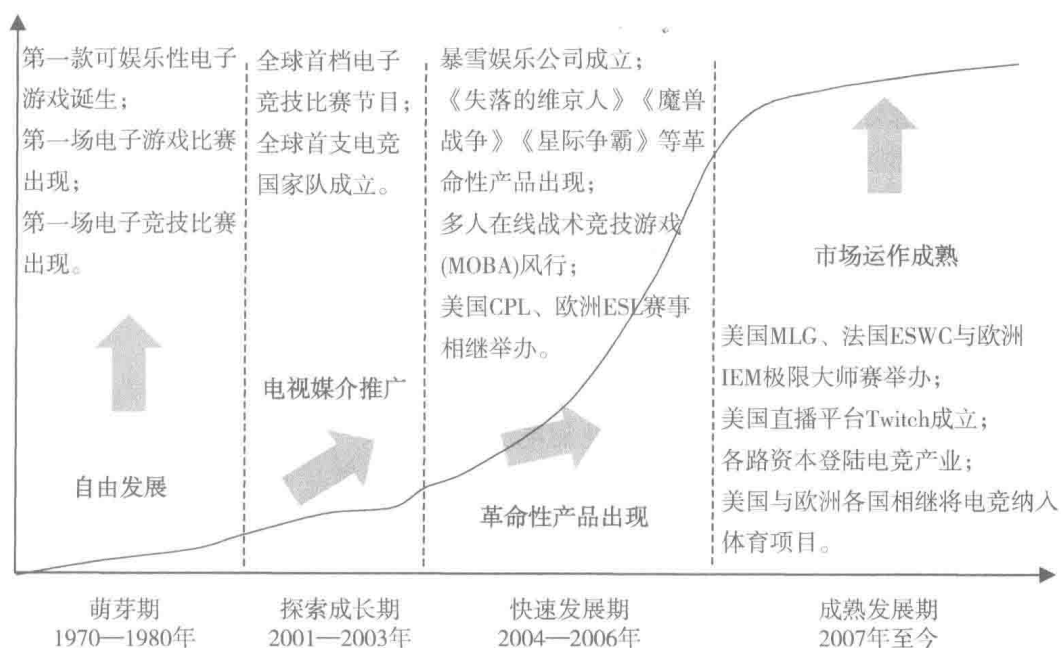 第一款可娱乐性电子
游戏诞生；
第一场电子游戏比赛
出现；
第一场电子竞技比赛
出现。
自由发展
全球首档电子
竞技比赛节目；
全球首支电竞
国家队成立。
电视媒介推广
暴雪娱乐公司成立；
《失落的维京人》《魔兽
战争》《星际争霸》等革
命性产品出现；
多人在线战术竞技游戏
(MOBA)风行；
美国CPL、欧洲ESL赛事
相继举办。
革命性产品出现
市场运作成熟
美国MLG、法国ESWC与欧洲
IEM极限大师赛举办；
美国直播平台Twitch成立；
各路资本登陆电竞产业；
美国与欧洲各国相继将电竞纳入
体育项目。
萌芽期
1970—1980年
探索成长期
2001—2003年
快速发展期
2004—2006年
成熟发展期
2007年至今